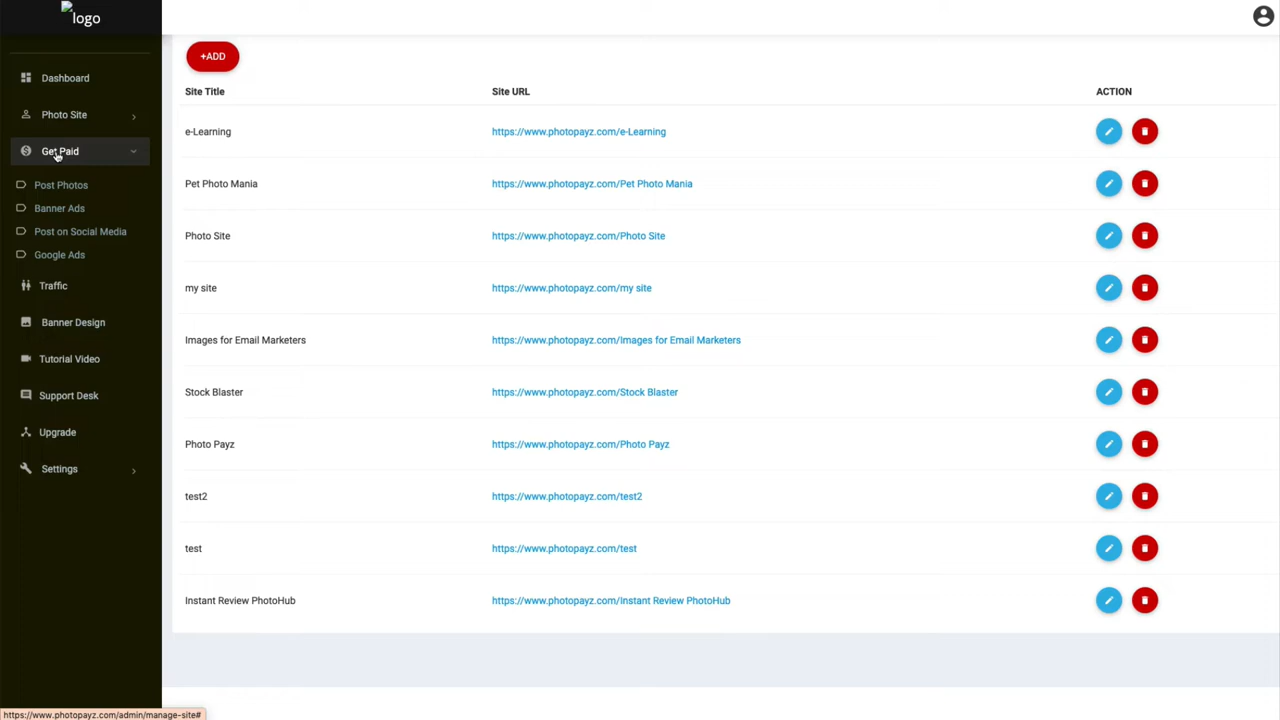 logo
Dashboard
Photo Site
Get Paid
Post Photos
Banner Ads
Post on Social Media
Google Ads
Traffic
Banner Design
Tutorial Video
Support Desk
Upgrade
Settings
+ADD
Site Title Site URL ACTION
e-Learning https://www.photopayz.com/e-Learning
Pet Photo Mania https://www.photopayz.com/Pet Photo Mania
Photo Site https://www.photopayz.com/Photo Site
my site https://www.photopayz.com/my site
Images for Email Marketers https://www.photopayz.com/Images for Email Marketers
Stock Blaster https://www.photopayz.com/Stock Blaster
Photo Payz https://www.photopayz.com/Photo Payz
test2 https://www.photopayz.com/test2
test https://www.photopayz.com/test
Instant Review PhotoHub https://www.photopayz.com/Instant Review PhotoHub
https://www.photopayz.com/admin/manage-site#